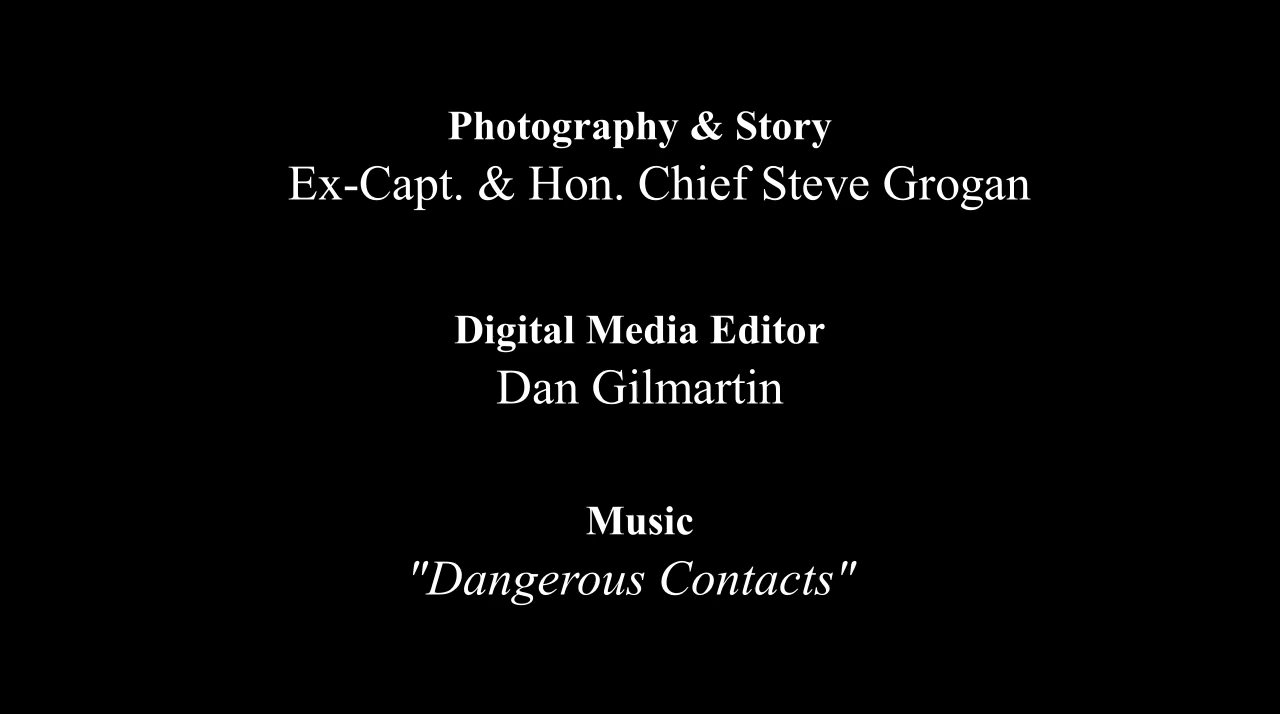 Photography & Story
Ex-Capt. & Hon. Chief Steve Grogan
Digital Media Editor
Dan Gilmartin
Music
"Dangerous Contacts"